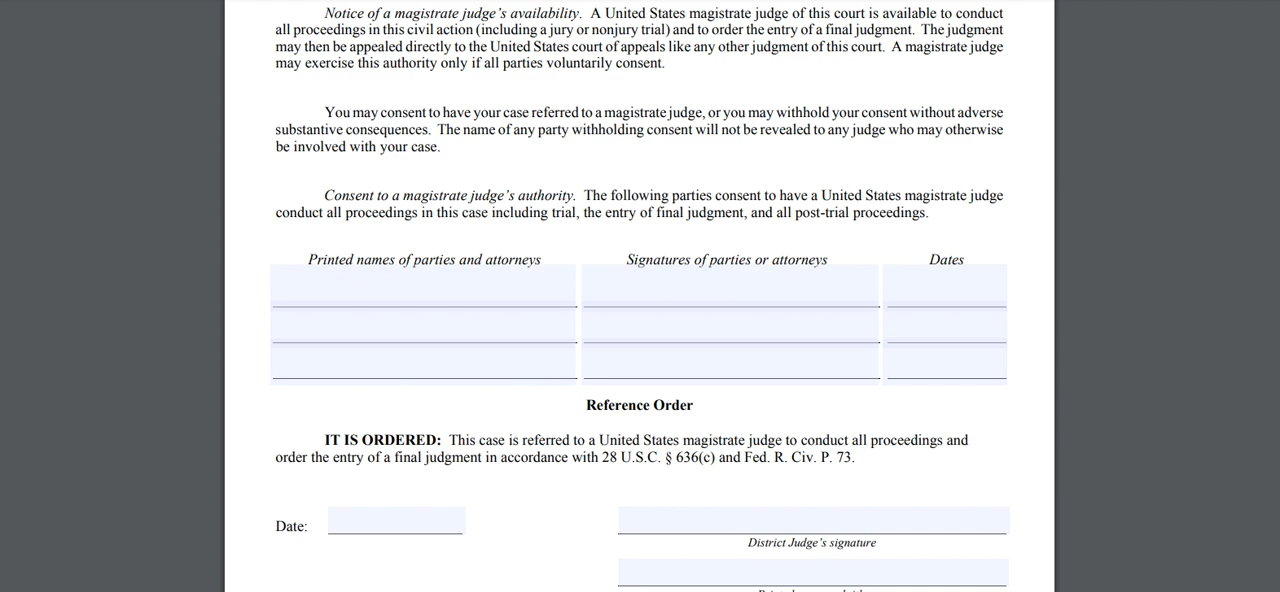 Notice of a magistrate judge's availability. A United States magistrate judge of this court is available to conduct
all proceedings in this civil action (including a jury or nonjury trial) and to order the entry of a final judgment. The judgment
may then be appealed directly to the United States court of appeals like any other judgment of this court. A magistrate judge
may exercise this authority only if all parties voluntarily consent.
You may consent to have your case referred to a magistrate judge, or you may withhold your consent without adverse
substantive consequences. The name of any party withholding consent will not be revealed to any judge who may otherwise
be involved with your case.
Consent to a magistrate judge's authority. The following parties consent to have a United States magistrate judge
conduct all proceedings in this case including trial, the entry of final judgment, and all post-trial proceedings.
Printed names of parties and attorneys Signatures of parties or attorneys Dates
Reference Order
IT IS ORDERED: This case is referred to a United States magistrate judge to conduct all proceedings and
order the entry of a final judgment in accordance with 28 U.S.C. § 636(c) and Fed. R. Civ. P. 73.
Date:
District Judge's signature